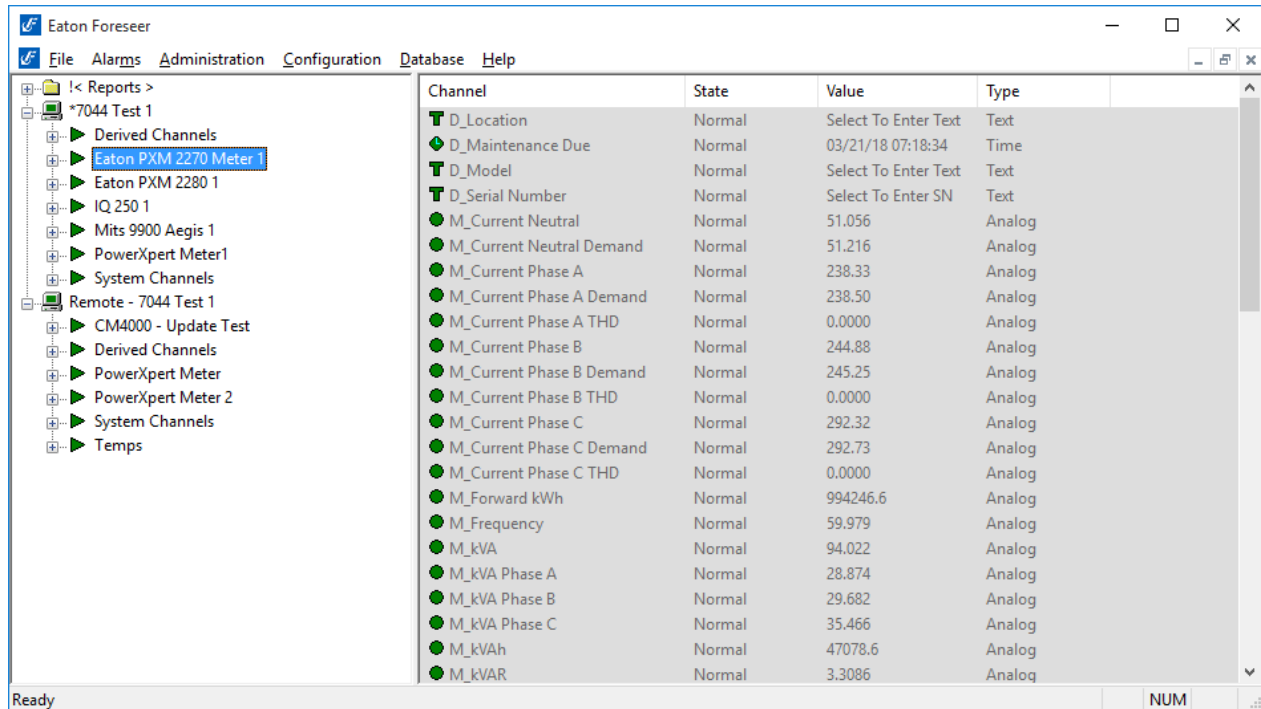 Eaton Foreseer
File Alarms Administration Configuration Database Help
!< Reports >
*7044 Test 1
Derived Channels
Eaton PXM 2270 Meter 1
Eaton PXM 2280 1
IQ 250 1
Mits 9900 Aegis 1
PowerXpert Meter1
System Channels
Remote - 7044 Test 1
CM4000 - Update Test
Derived Channels
PowerXpert Meter
PowerXpert Meter 2
System Channels
Temps
Channel State Value Type
D_Location Normal Select To Enter Text Text
D_Maintenance Due Normal 03/21/18 07:18:34 Time
D_Model Normal Select To Enter Text Text
D_Serial Number Normal Select To Enter SN Text
M_Current Neutral Normal 51.056 Analog
M_Current Neutral Demand Normal 51.216 Analog
M_Current Phase A Normal 238.33 Analog
M_Current Phase A Demand Normal 238.50 Analog
M_Current Phase A THD Normal 0.0000 Analog
M_Current Phase B Normal 244.88 Analog
M_Current Phase B Demand Normal 245.25 Analog
M_Current Phase B THD Normal 0.0000 Analog
M_Current Phase C Normal 292.32 Analog
M_Current Phase C Demand Normal 292.73 Analog
M_Current Phase C THD Normal 0.0000 Analog
M_Forward kWh Normal 994246.6 Analog
M_Frequency Normal 59.979 Analog
M_kVA Normal 94.022 Analog
M_kVA Phase A Normal 28.874 Analog
M_kVA Phase B Normal 29.682 Analog
M_kVA Phase C Normal 35.466 Analog
M_kVAh Normal 47078.6 Analog
M_kVAR Normal 3.3086 Analog
Ready NUM